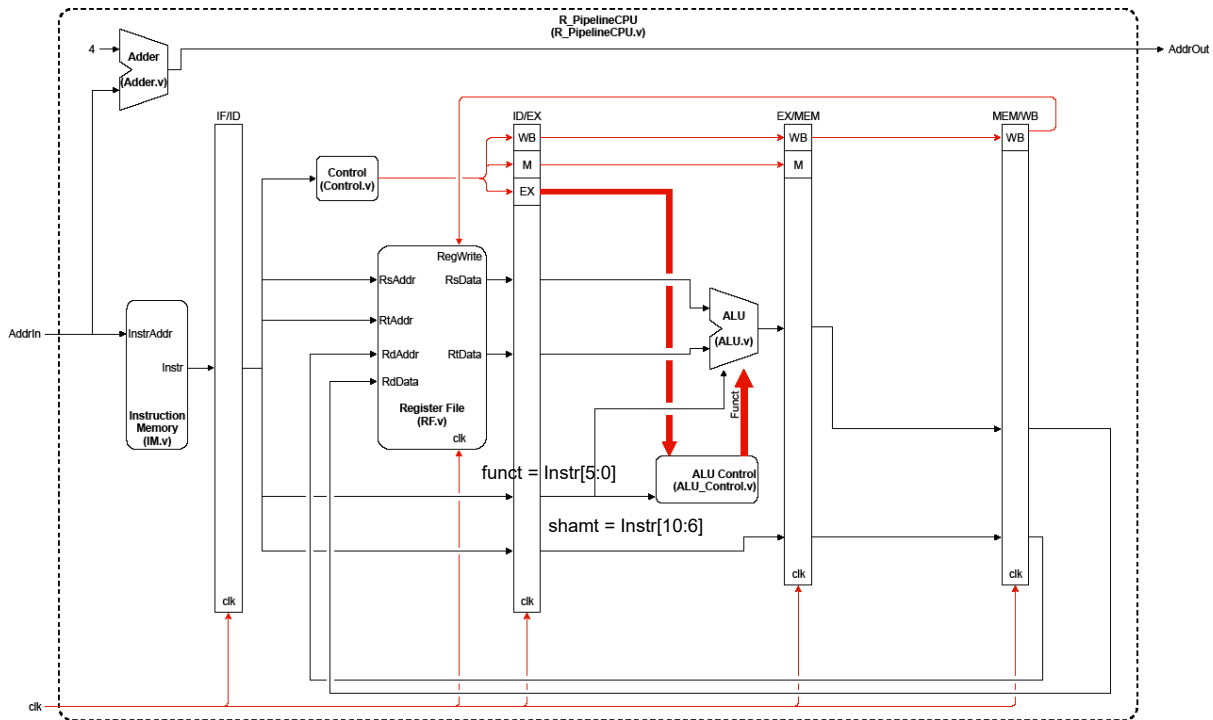 R_PipelineCPU
(R_PipelineCPU.v)
4
Adder
(Adder.v)
AddrOut
IF/ID
ID/EX
EX/MEM
MEM/WB
WB
WB
WB
Control
(Control.v)
M
M
EX
RegWrite
RsAddr
RsData
RtAddr
RdAddr
RtData
RdData
Register File
(RF.v)
clk
ALU
(ALU.v)
AddrIn
InstrAddr
Instr
Instruction
Memory
(IM.v)
Funct
funct = Instr[5:0]
ALU Control
(ALU_Control.v)
shamt = Instr[10:6]
clk
clk
clk
clk
clk